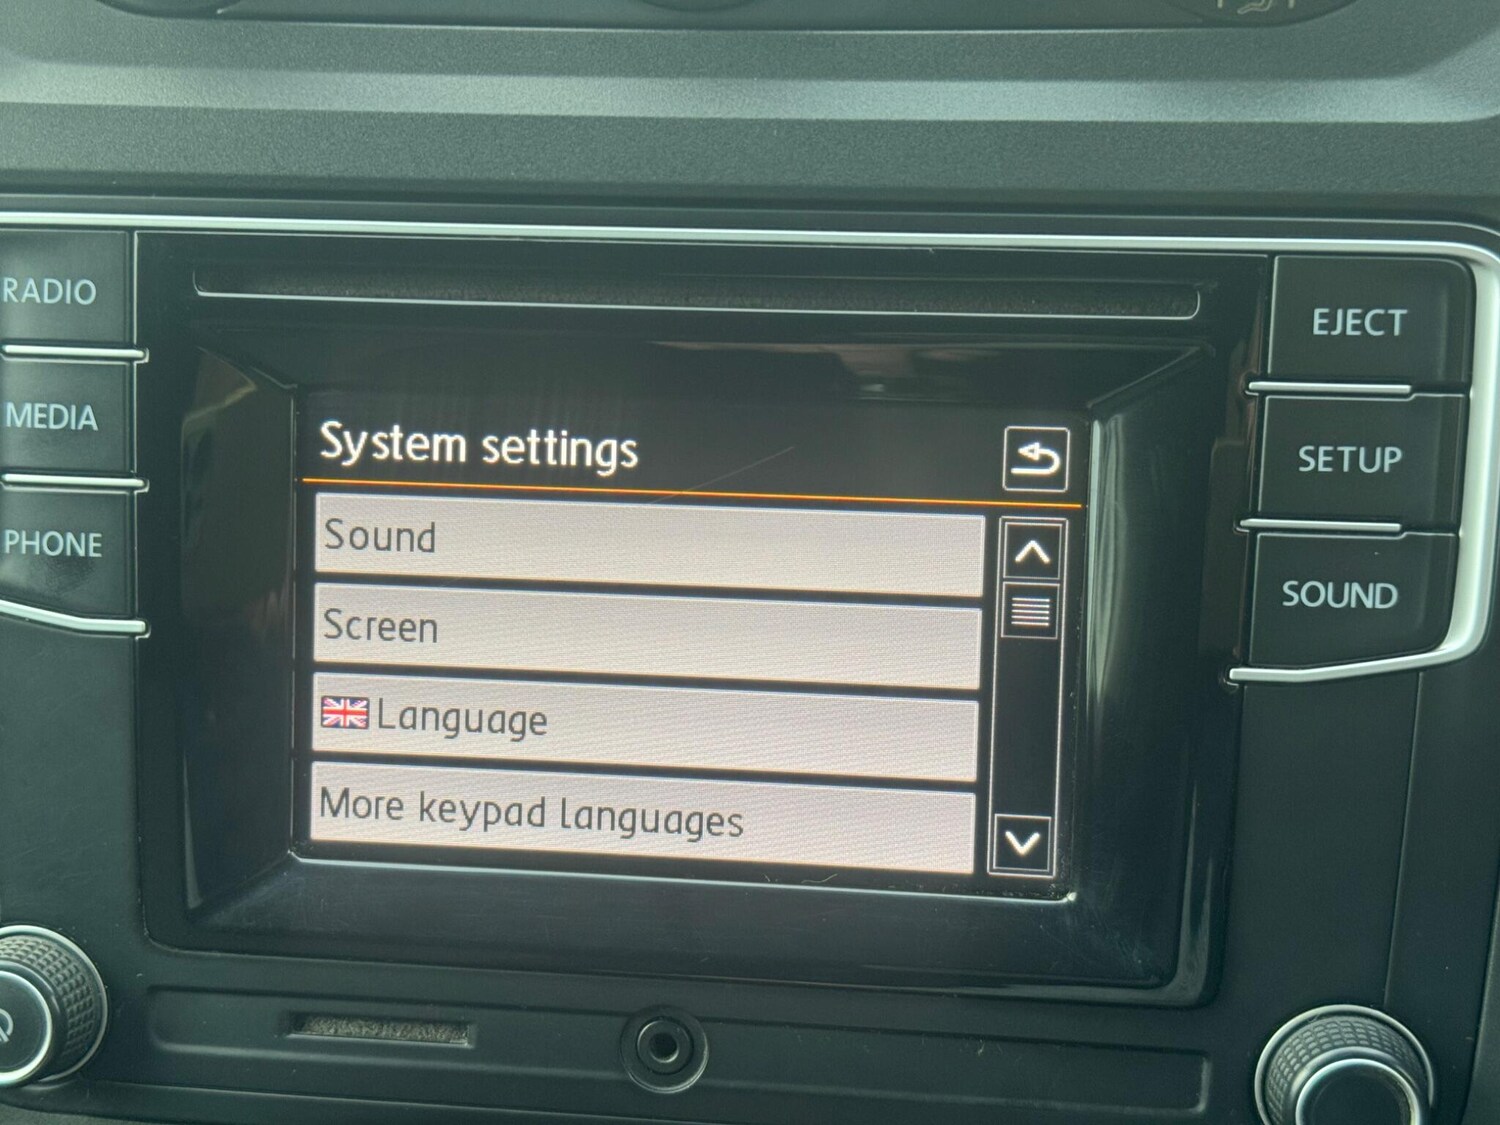 RADIO
MEDIA
PHONE
System settings
Sound
Screen
Language
More keypad languages
EJECT
SETUP
SOUND